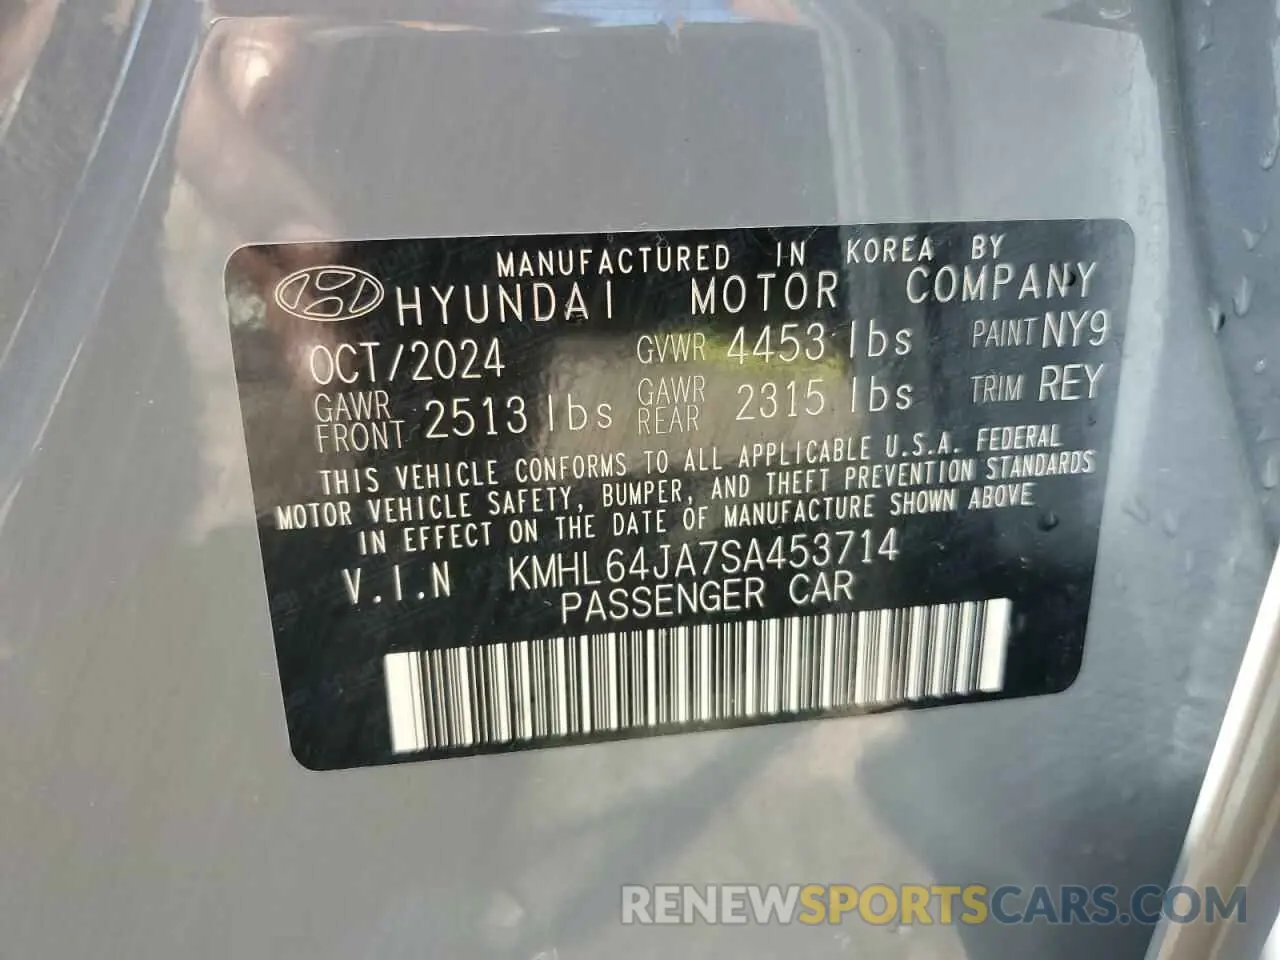 MANUFACTURED IN KOREA BY
HYUNDAI MOTOR COMPANY
OCT/2024 GVWR 4453 lbs PAINT NY9
GAWR FRONT 2513 lbs GAWR REAR 2315 lbs TRIM REY
THIS VEHICLE CONFORMS TO ALL APPLICABLE U.S.A. FEDERAL
MOTOR VEHICLE SAFETY, BUMPER, AND THEFT PREVENTION STANDARDS
IN EFFECT ON THE DATE OF MANUFACTURE SHOWN ABOVE
V.I.N KMHL64JA7SA453714
PASSENGER CAR
RENEWSPORTSCARS.COM